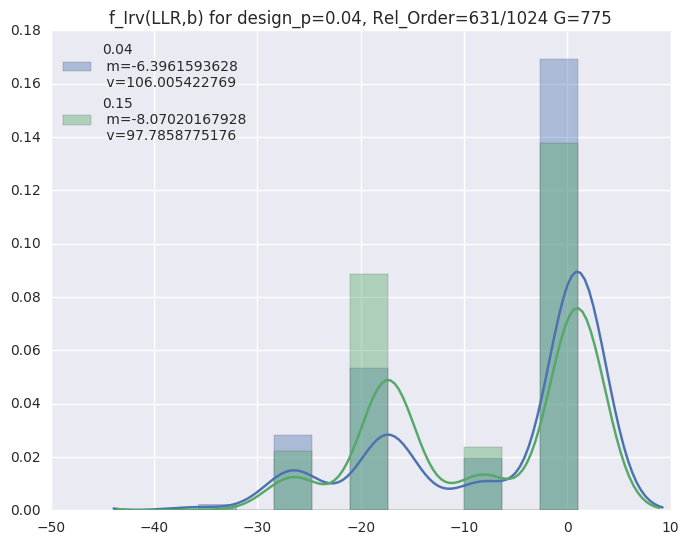 f_Irv(LLR,b) for design_p=0.04, Rel_Order=631/1024 G=775
0.04
m=-6.3961593628
v=106.005422769
0.15
m=-8.07020167928
v=97.7858775176
0.18
0.16
0.14
0.12
0.10
0.08
0.06
0.04
0.02
0.00
−50 −40 −30 −20 −10 0 10